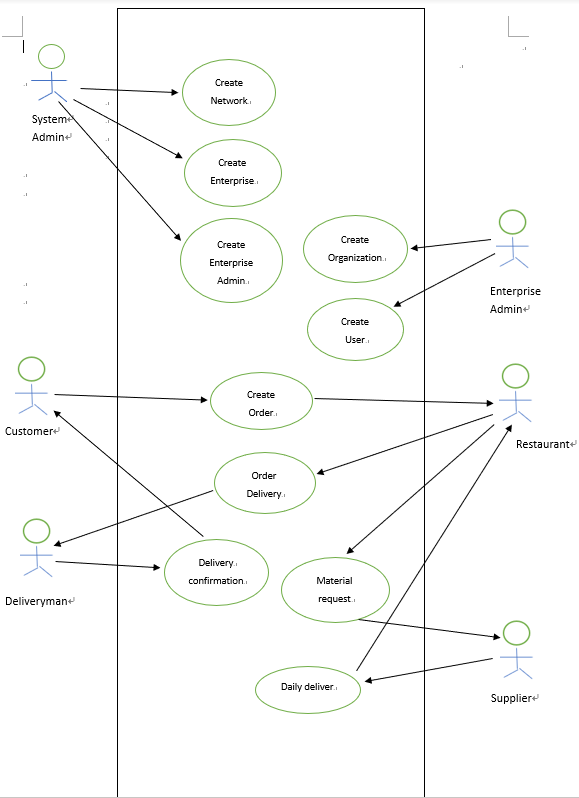 Create
Network
System
Admin
Create
Enterprise
Create
Enterprise
Admin
Create
Organization
Enterprise
Admin
Create
User
Create
Order
Customer
Restaurant
Order
Delivery
Delivery
confirmation
Material
request
Deliveryman
Daily deliver
Supplier